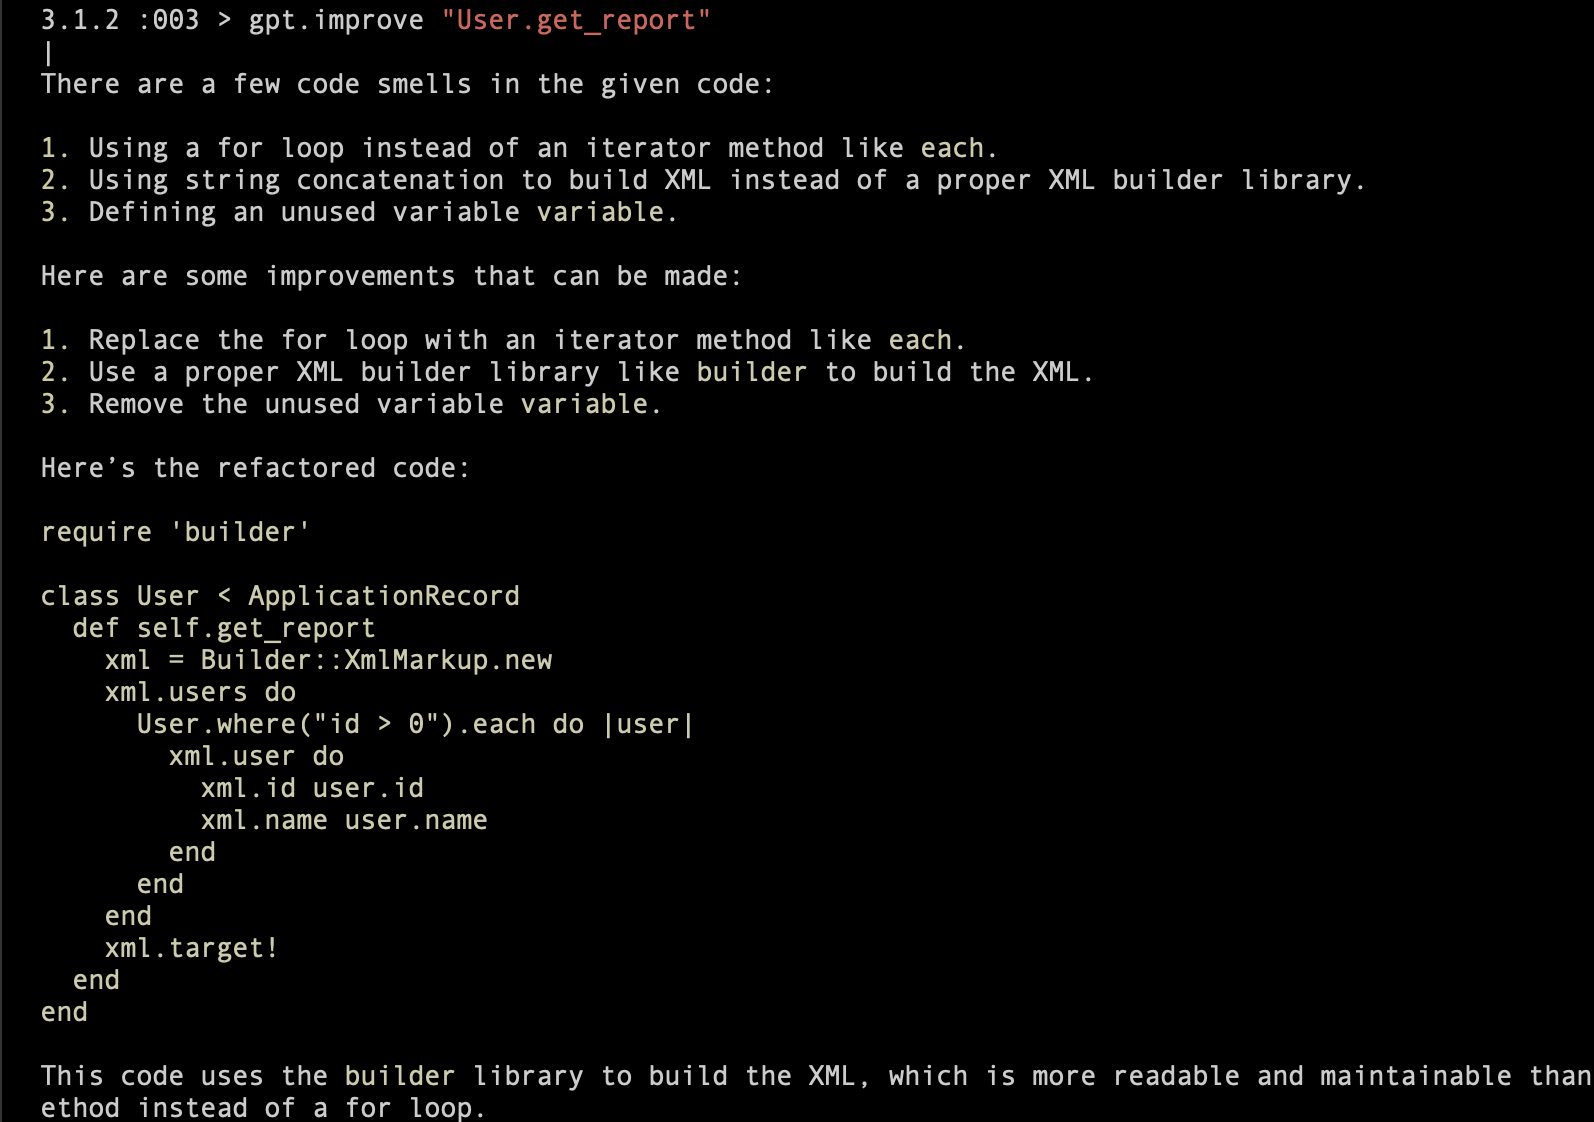 3.1.2 :003 > gpt.improve "User.get_report"
|
There are a few code smells in the given code:
1. Using a for loop instead of an iterator method like each.
2. Using string concatenation to build XML instead of a proper XML builder library.
3. Defining an unused variable variable.
Here are some improvements that can be made:
1. Replace the for loop with an iterator method like each.
2. Use a proper XML builder library like builder to build the XML.
3. Remove the unused variable variable.
Here’s the refactored code:
require 'builder'
class User < ApplicationRecord
  def self.get_report
    xml = Builder::XmlMarkup.new
    xml.users do
      User.where("id > 0").each do |user|
        xml.user do
          xml.id user.id
          xml.name user.name
        end
      end
    end
    xml.target!
  end
end
This code uses the builder library to build the XML, which is more readable and maintainable than
ethod instead of a for loop.